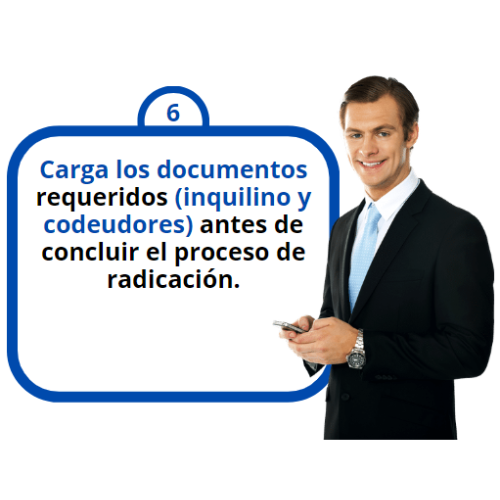 6
Carga los documentos
requeridos (inquilino y
codeudores) antes de
concluir el proceso de
radicación.